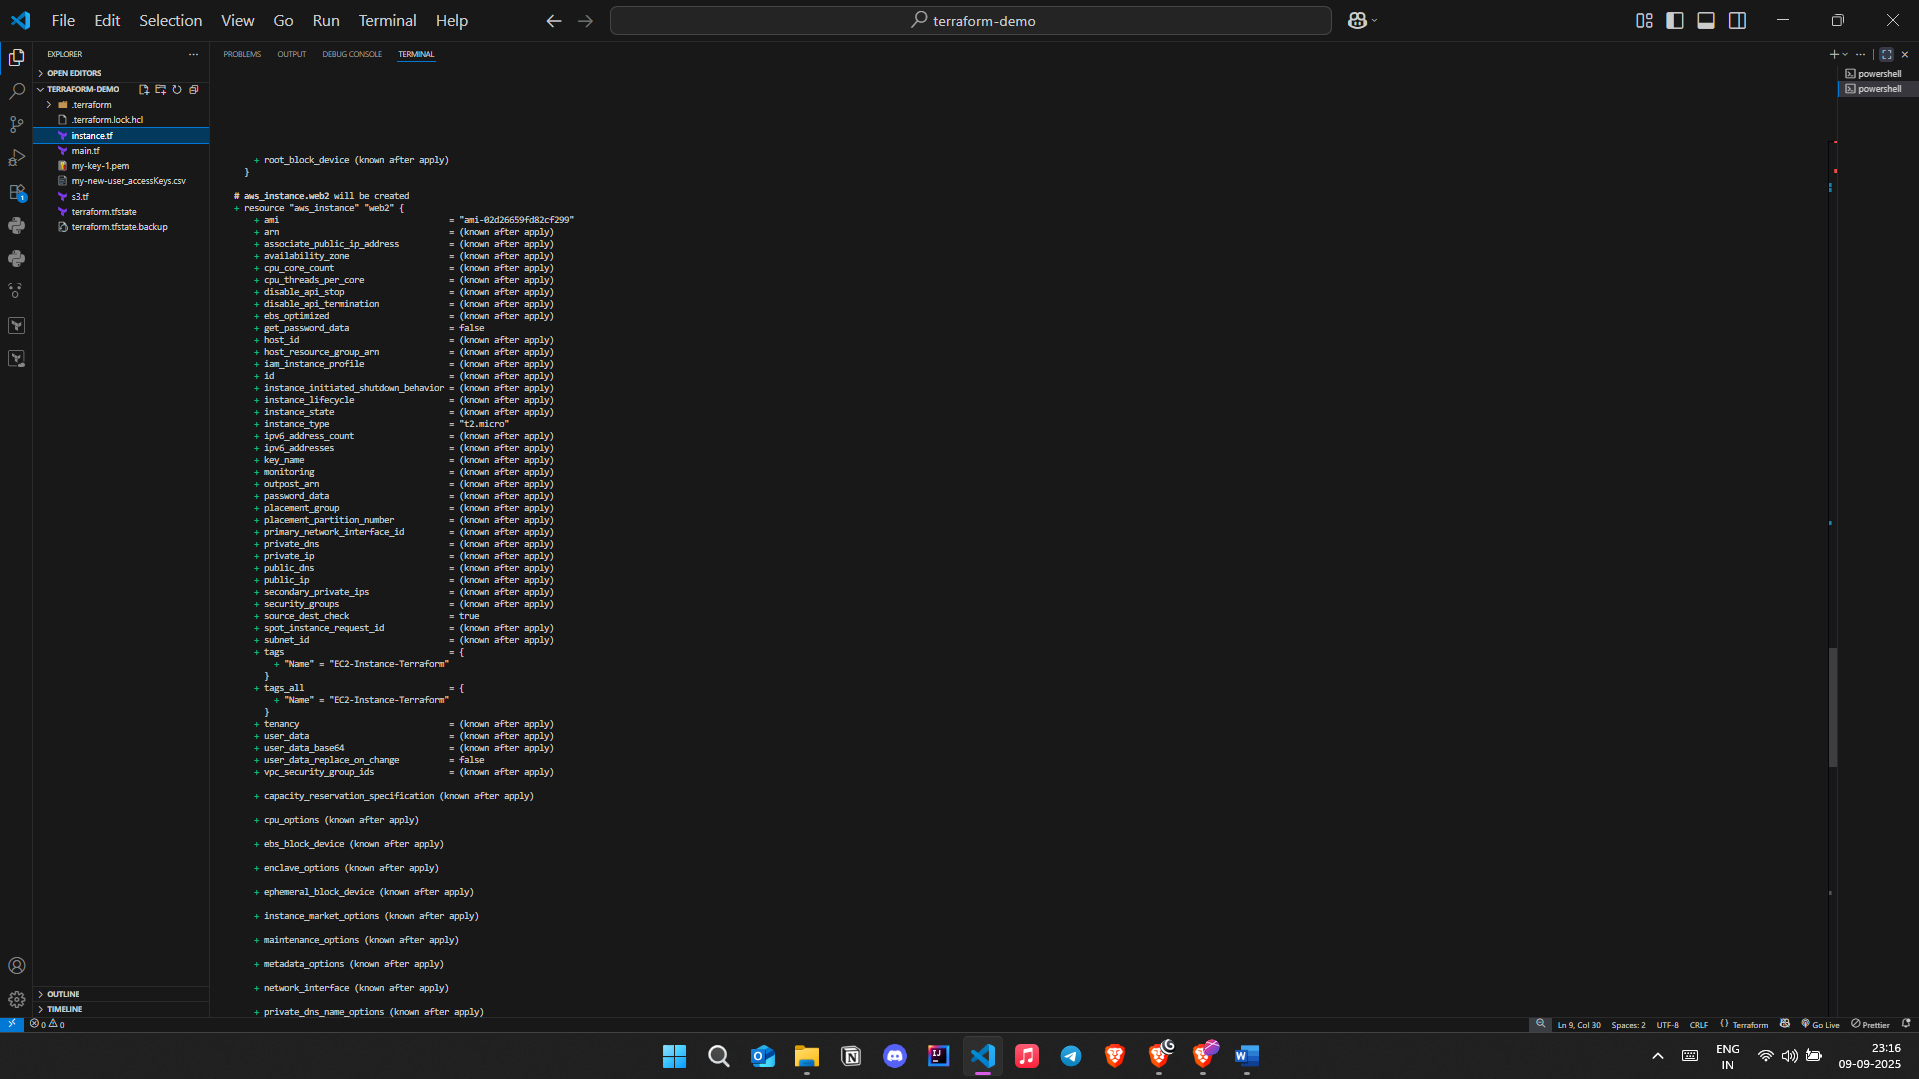 File Edit Selection View Go Run Terminal Help
terraform-demo
EXPLORER
PROBLEMS OUTPUT DEBUG CONSOLE TERMINAL
OPEN EDITORS
TERRAFORM-DEMO
.terraform
.terraform.lock.hcl
instance.tf
main.tf
my-key-1.pem
my-new-user_accessKeys.csv
s3.tf
terraform.tfstate
terraform.tfstate.backup
1
OUTLINE
TIMELINE
powershell
powershell
+ root_block_device (known after apply)
}
# aws_instance.web2 will be created
+ resource "aws_instance" "web2" {
+ ami = "ami-02d26659fd82cf299"
+ arn = (known after apply)
+ associate_public_ip_address = (known after apply)
+ availability_zone = (known after apply)
+ cpu_core_count = (known after apply)
+ cpu_threads_per_core = (known after apply)
+ disable_api_stop = (known after apply)
+ disable_api_termination = (known after apply)
+ ebs_optimized = (known after apply)
+ get_password_data = false
+ host_id = (known after apply)
+ host_resource_group_arn = (known after apply)
+ iam_instance_profile = (known after apply)
+ id = (known after apply)
+ instance_initiated_shutdown_behavior = (known after apply)
+ instance_lifecycle = (known after apply)
+ instance_state = (known after apply)
+ instance_type = "t2.micro"
+ ipv6_address_count = (known after apply)
+ ipv6_addresses = (known after apply)
+ key_name = (known after apply)
+ monitoring = (known after apply)
+ outpost_arn = (known after apply)
+ password_data = (known after apply)
+ placement_group = (known after apply)
+ placement_partition_number = (known after apply)
+ primary_network_interface_id = (known after apply)
+ private_dns = (known after apply)
+ private_ip = (known after apply)
+ public_dns = (known after apply)
+ public_ip = (known after apply)
+ secondary_private_ips = (known after apply)
+ security_groups = (known after apply)
+ source_dest_check = true
+ spot_instance_request_id = (known after apply)
+ subnet_id = (known after apply)
+ tags = {
+ "Name" = "EC2-Instance-Terraform"
}
+ tags_all = {
+ "Name" = "EC2-Instance-Terraform"
}
+ tenancy = (known after apply)
+ user_data = (known after apply)
+ user_data_base64 = (known after apply)
+ user_data_replace_on_change = false
+ vpc_security_group_ids = (known after apply)
+ capacity_reservation_specification (known after apply)
+ cpu_options (known after apply)
+ ebs_block_device (known after apply)
+ enclave_options (known after apply)
+ ephemeral_block_device (known after apply)
+ instance_market_options (known after apply)
+ maintenance_options (known after apply)
+ metadata_options (known after apply)
+ network_interface (known after apply)
+ private_dns_name_options (known after apply)
0 0
Ln 9, Col 30 Spaces: 2 UTF-8 CRLF {} Terraform Go Live Prettier
ENG
IN
23:16
09-09-2025